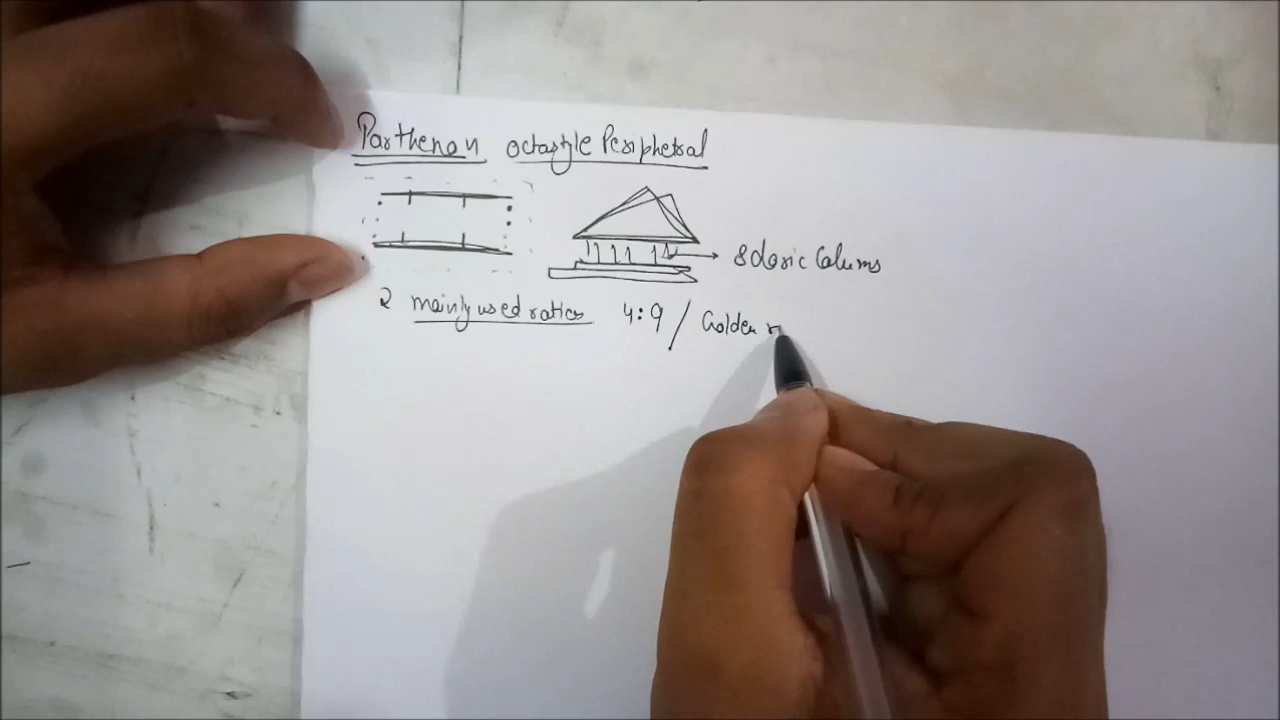 Parthenon octastyle Peripheral
8 doric Colums
2 mainly used ratios 4:9 / Golden r